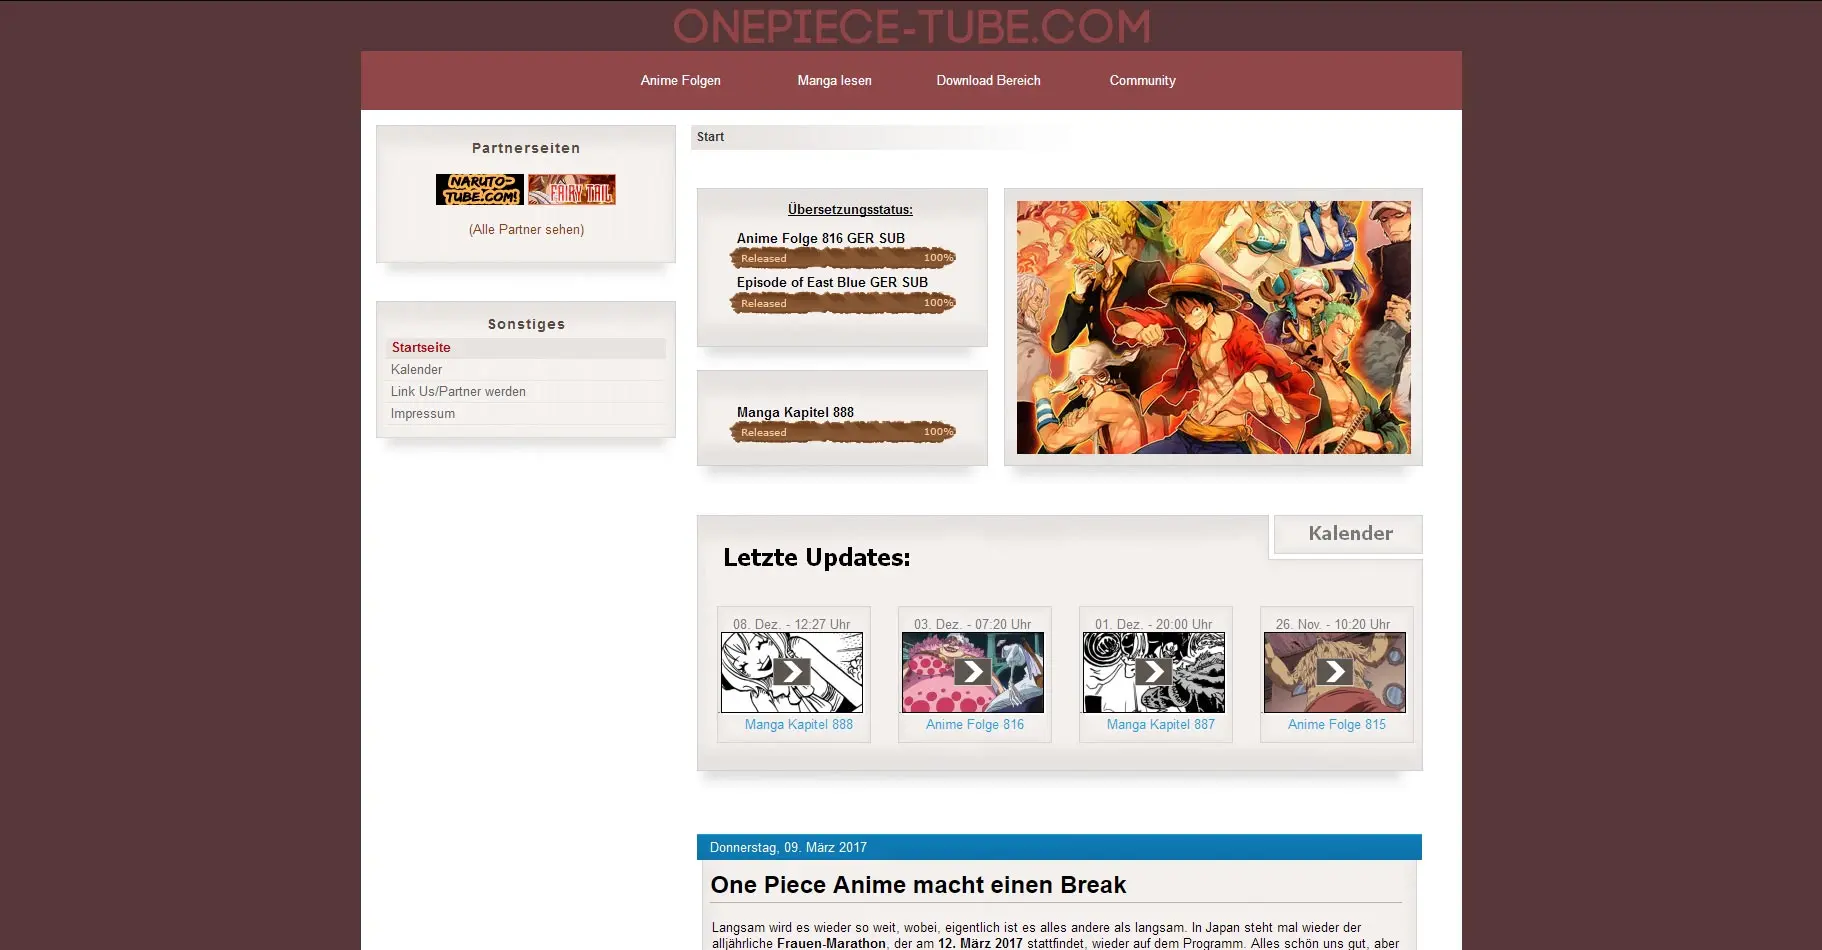 ONEPIECE-TUBE.COM
Anime Folgen
Manga lesen
Download Bereich
Community
Partnerseiten
NARUTO-
TUBE.COM!
FAIRY TAIL
(Alle Partner sehen)
Sonstiges
Startseite
Kalender
Link Us/Partner werden
Impressum
Start
Übersetzungsstatus:
Anime Folge 816 GER SUB
Released 100%
Episode of East Blue GER SUB
Released 100%
Manga Kapitel 888
Released 100%
Kalender
Letzte Updates:
08. Dez. - 12:27 Uhr
Manga Kapitel 888
03. Dez. - 07:20 Uhr
Anime Folge 816
01. Dez. - 20:00 Uhr
Manga Kapitel 887
26. Nov. - 10:20 Uhr
Anime Folge 815
Donnerstag, 09. März 2017
One Piece Anime macht einen Break
Langsam wird es wieder so weit, wobei, eigentlich ist es alles andere als langsam. In Japan steht mal wieder der
alljährliche Frauen-Marathon, der am 12. März 2017 stattfindet, wieder auf dem Programm. Alles schön uns gut, aber